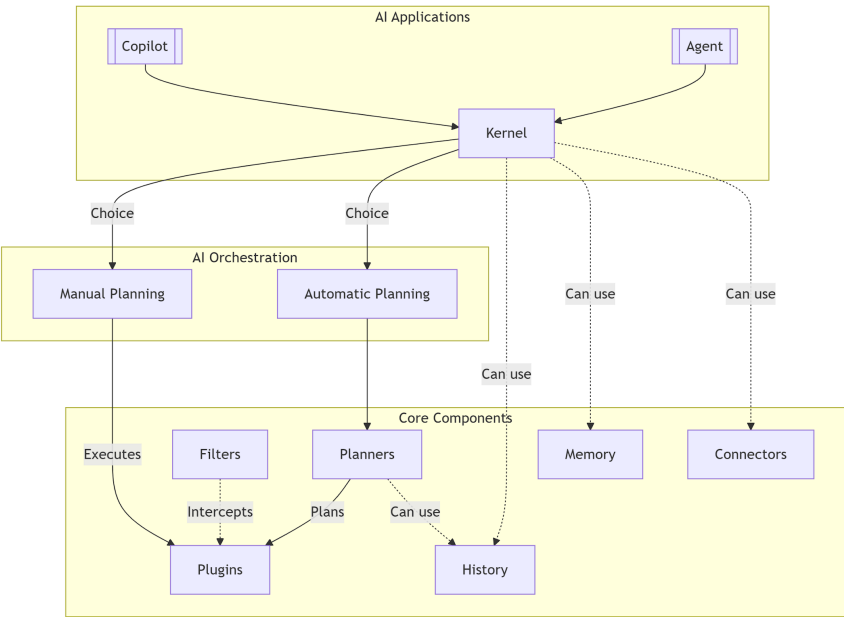 AI Applications
Copilot
Agent
Kernel
Choice
Choice
AI Orchestration
Manual Planning
Automatic Planning
Can use
Can use
Can use
Core Components
Executes
Filters
Planners
Memory
Connectors
Intercepts
Plans
Can use
Plugins
History